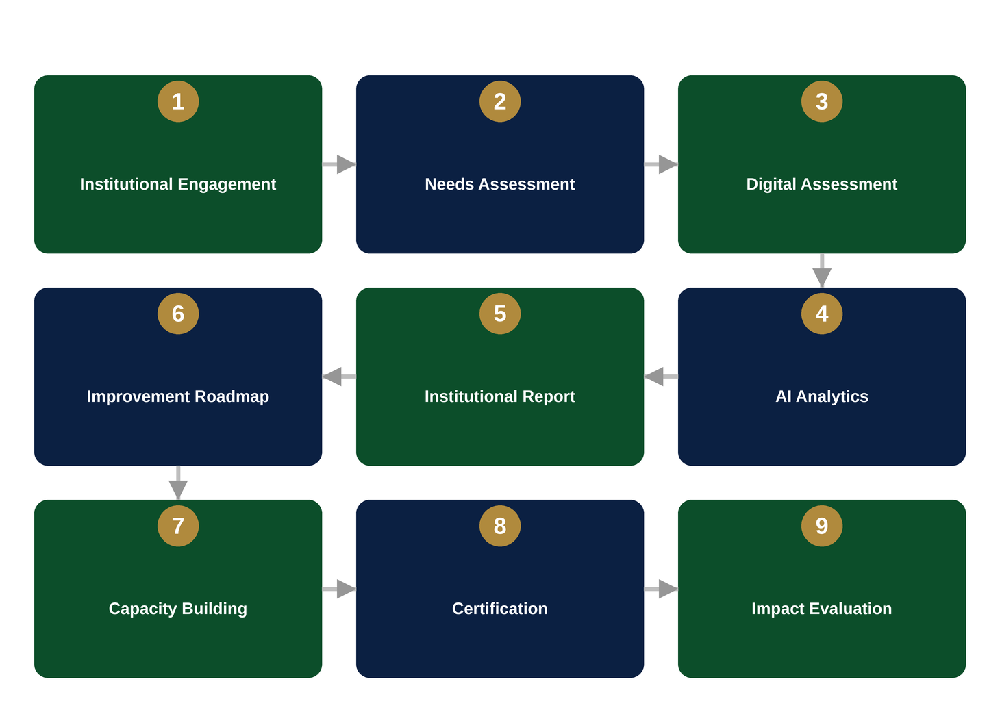 1
Institutional Engagement
2
Needs Assessment
3
Digital Assessment
4
AI Analytics
5
Institutional Report
6
Improvement Roadmap
7
Capacity Building
8
Certification
9
Impact Evaluation